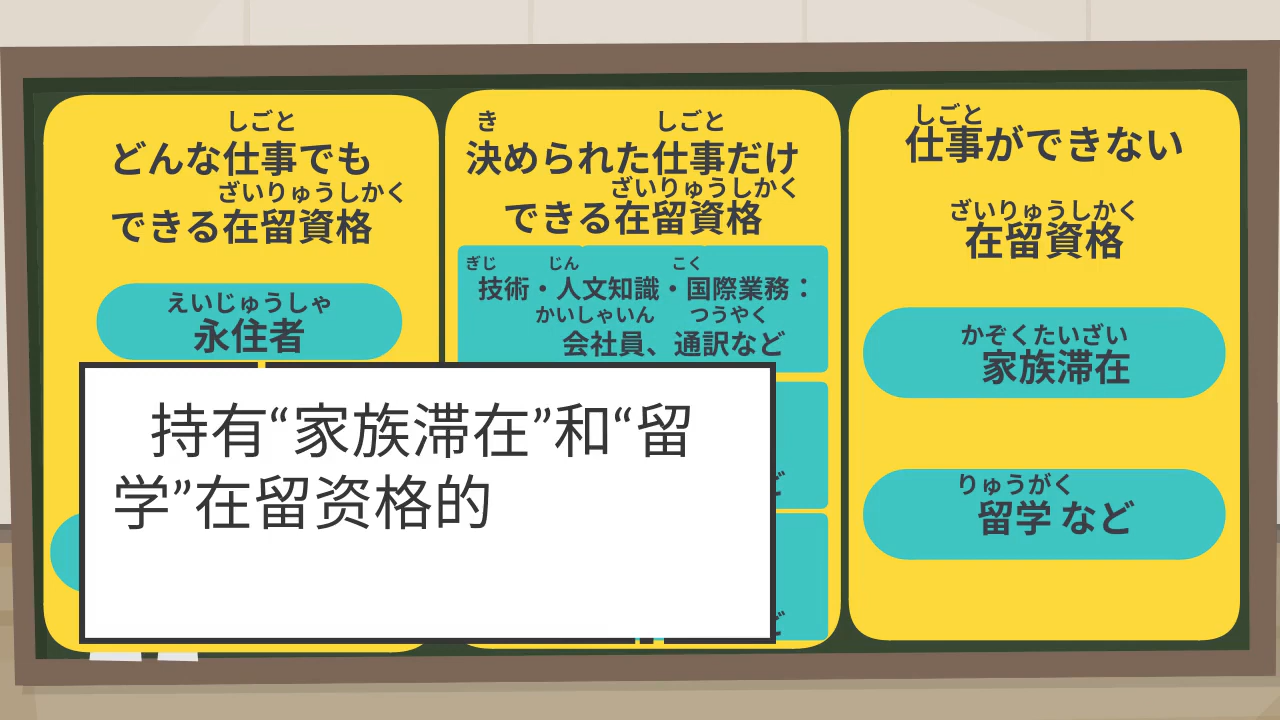 しごと
どんな仕事でも
ざいりゅうしかく
できる在留資格
えいじゅうしゃ
永住者
き しごと
決められた仕事だけ
ざいりゅうしかく
できる在留資格
ぎじ じん こく
技術・人文知識・国際業務：
かいしゃいん つうやく
会社員、通訳など
しごと
仕事ができない
ざいりゅうしかく
在留資格
かぞくたいざい
家族滞在
りゅうがく
留学 など
持有“家族滞在”和“留
学”在留资格的